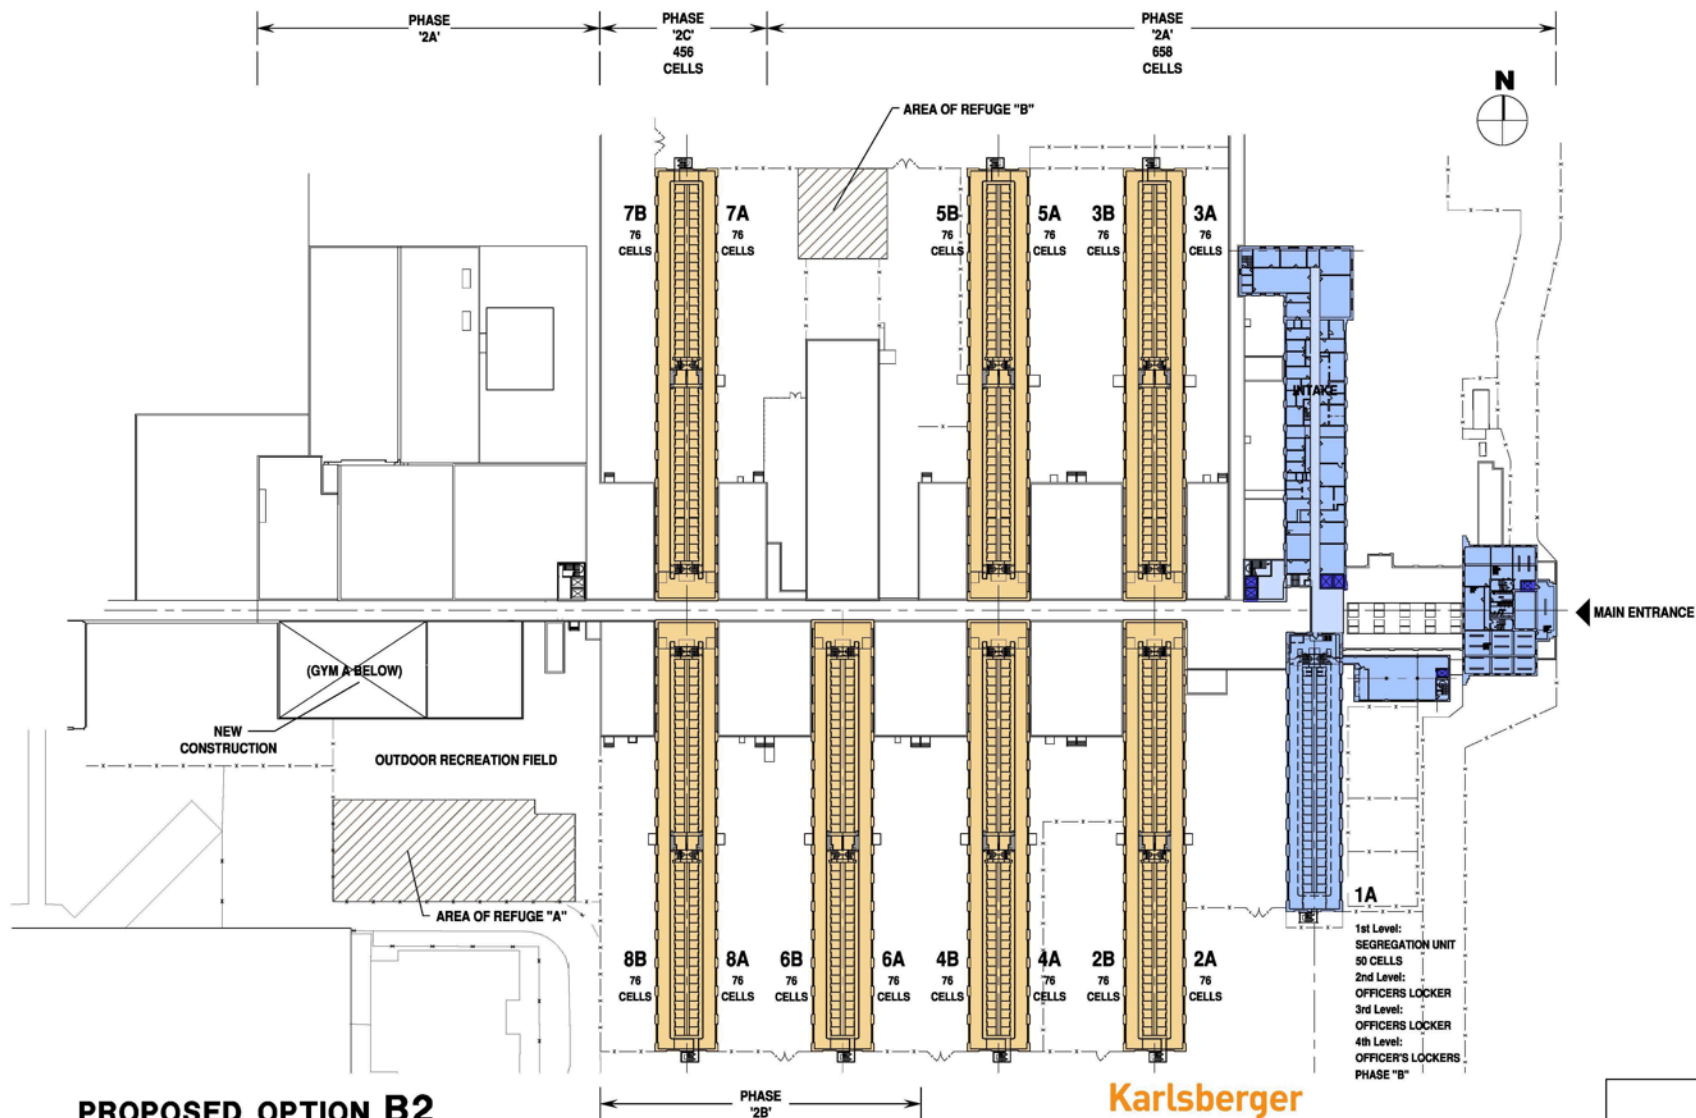 PHASE
'2A'
PHASE
'2C'
456
CELLS
PHASE
'2A'
658
CELLS
N
AREA OF REFUGE "B"
7B
76
CELLS
7A
76
CELLS
5B
76
CELLS
5A
76
CELLS
3B
76
CELLS
3A
76
CELLS
INTAKE
MAIN ENTRANCE
(GYM A BELOW)
NEW
CONSTRUCTION
OUTDOOR RECREATION FIELD
AREA OF REFUGE "A"
8B
76
CELLS
8A
76
CELLS
6B
76
CELLS
6A
76
CELLS
4B
76
CELLS
4A
76
CELLS
2B
76
CELLS
2A
76
CELLS
1A
1st Level:
SEGREGATION UNIT
50 CELLS
2nd Level:
OFFICERS LOCKER
3rd Level:
OFFICERS LOCKER
4th Level:
OFFICER'S LOCKERS
PHASE "B"
PHASE
'2B'
PROPOSED OPTION B2
Karlsberger